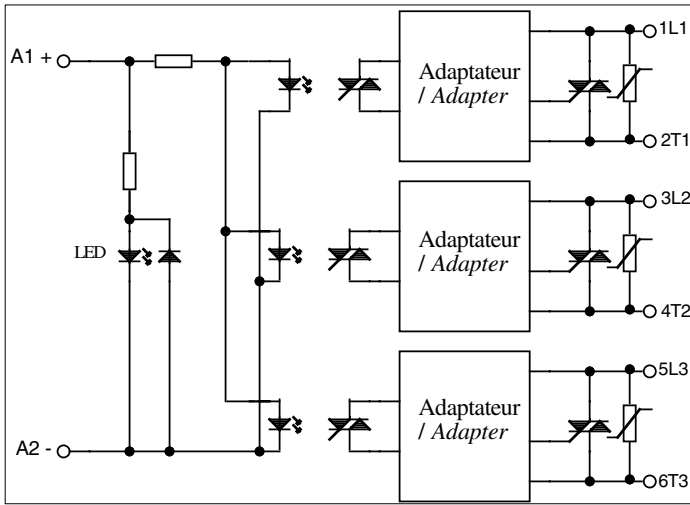 A1 +
1L1
Adaptateur
/ Adapter
2T1
3L2
LED
Adaptateur
/ Adapter
4T2
5L3
Adaptateur
/ Adapter
A2 -
6T3